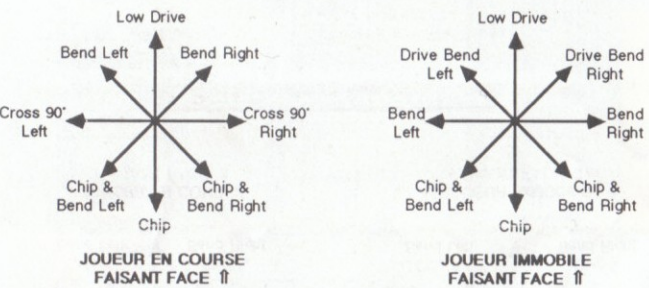 Low Drive
Bend Left
Bend Right
Cross 90°
Left
Cross 90°
Right
Chip &
Bend Left
Chip &
Bend Right
Chip
JOUEUR EN COURSE
FAISANT FACE ⇑
Low Drive
Drive Bend
Left
Drive Bend
Right
Bend
Left
Bend
Right
Chip &
Bend Left
Chip &
Bend Right
Chip
JOUEUR IMMOBILE
FAISANT FACE ⇑